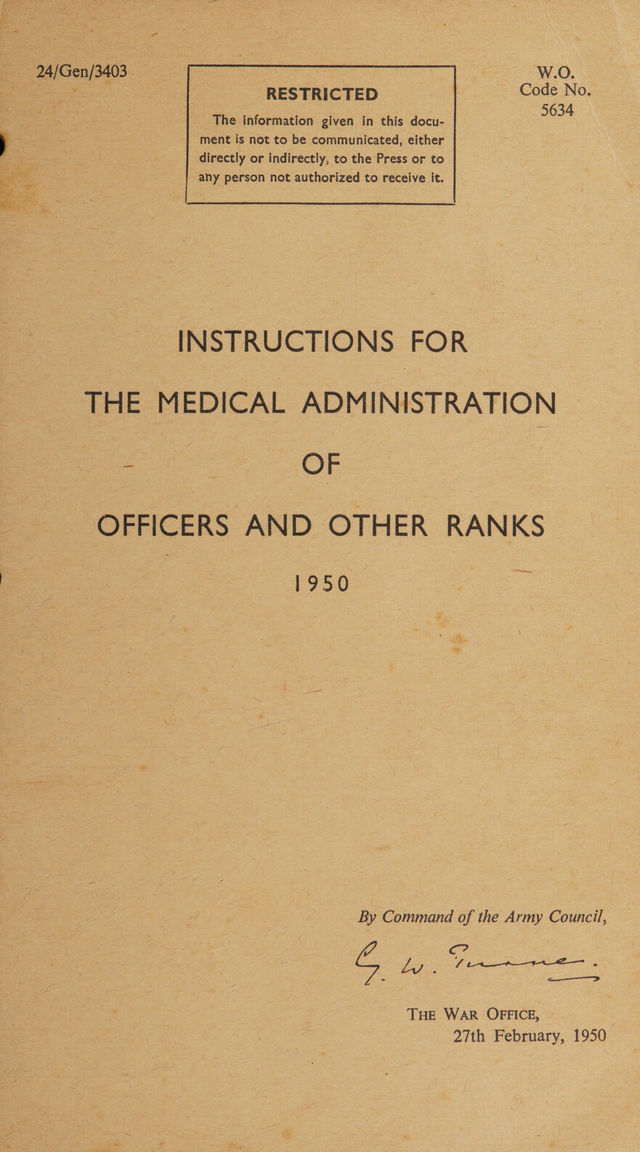 24/Gen/3403
RESTRICTED
The information given in this docu-
ment is not to be communicated, either
directly or indirectly, to the Press or to
any person not authorized to receive it.
W.O.
Code No.
5634
INSTRUCTIONS FOR
THE MEDICAL ADMINISTRATION
OF
OFFICERS AND OTHER RANKS
1950
By Command of the Army Council,
G. W. Turner.
THE WAR OFFICE,
27th February, 1950